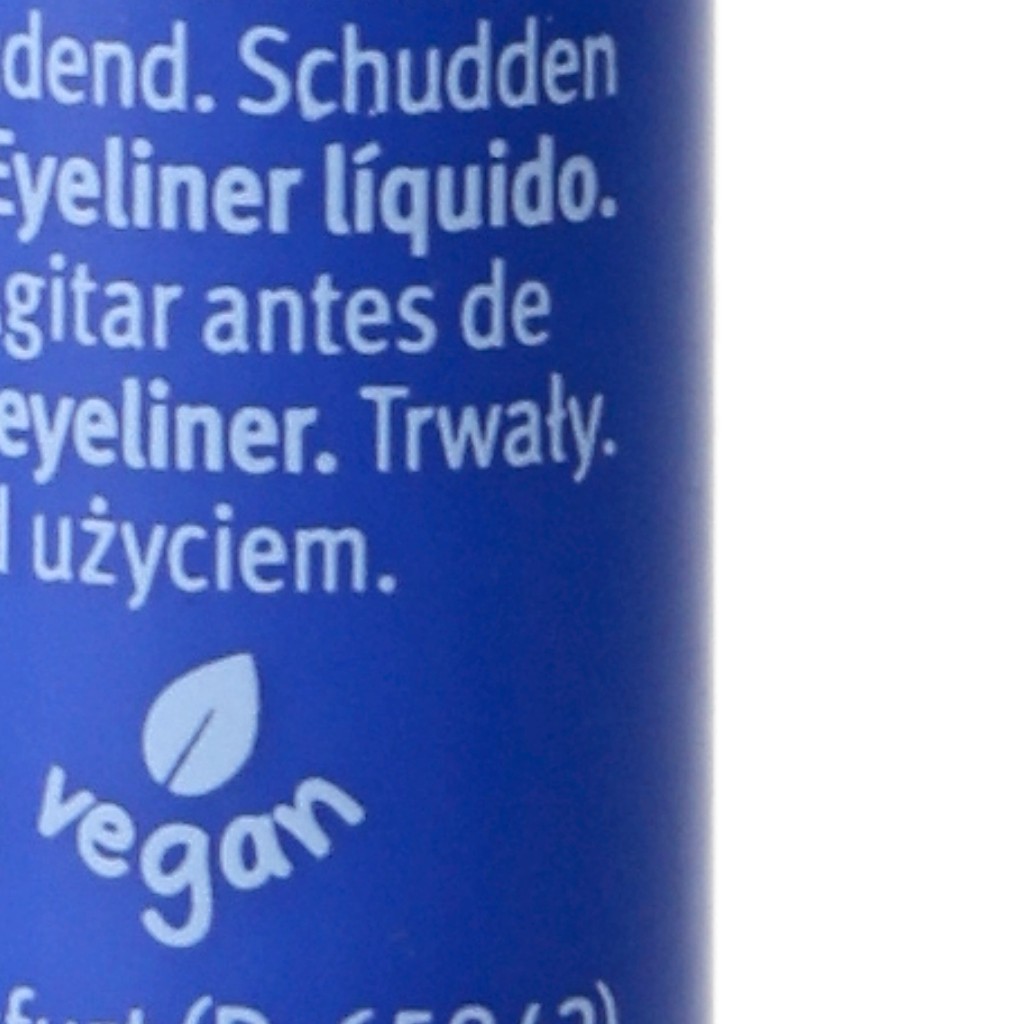 dend. Schudden
Eyeliner líquido.
gitar antes de
eyeliner. Trwały.
użyciem.
vegan